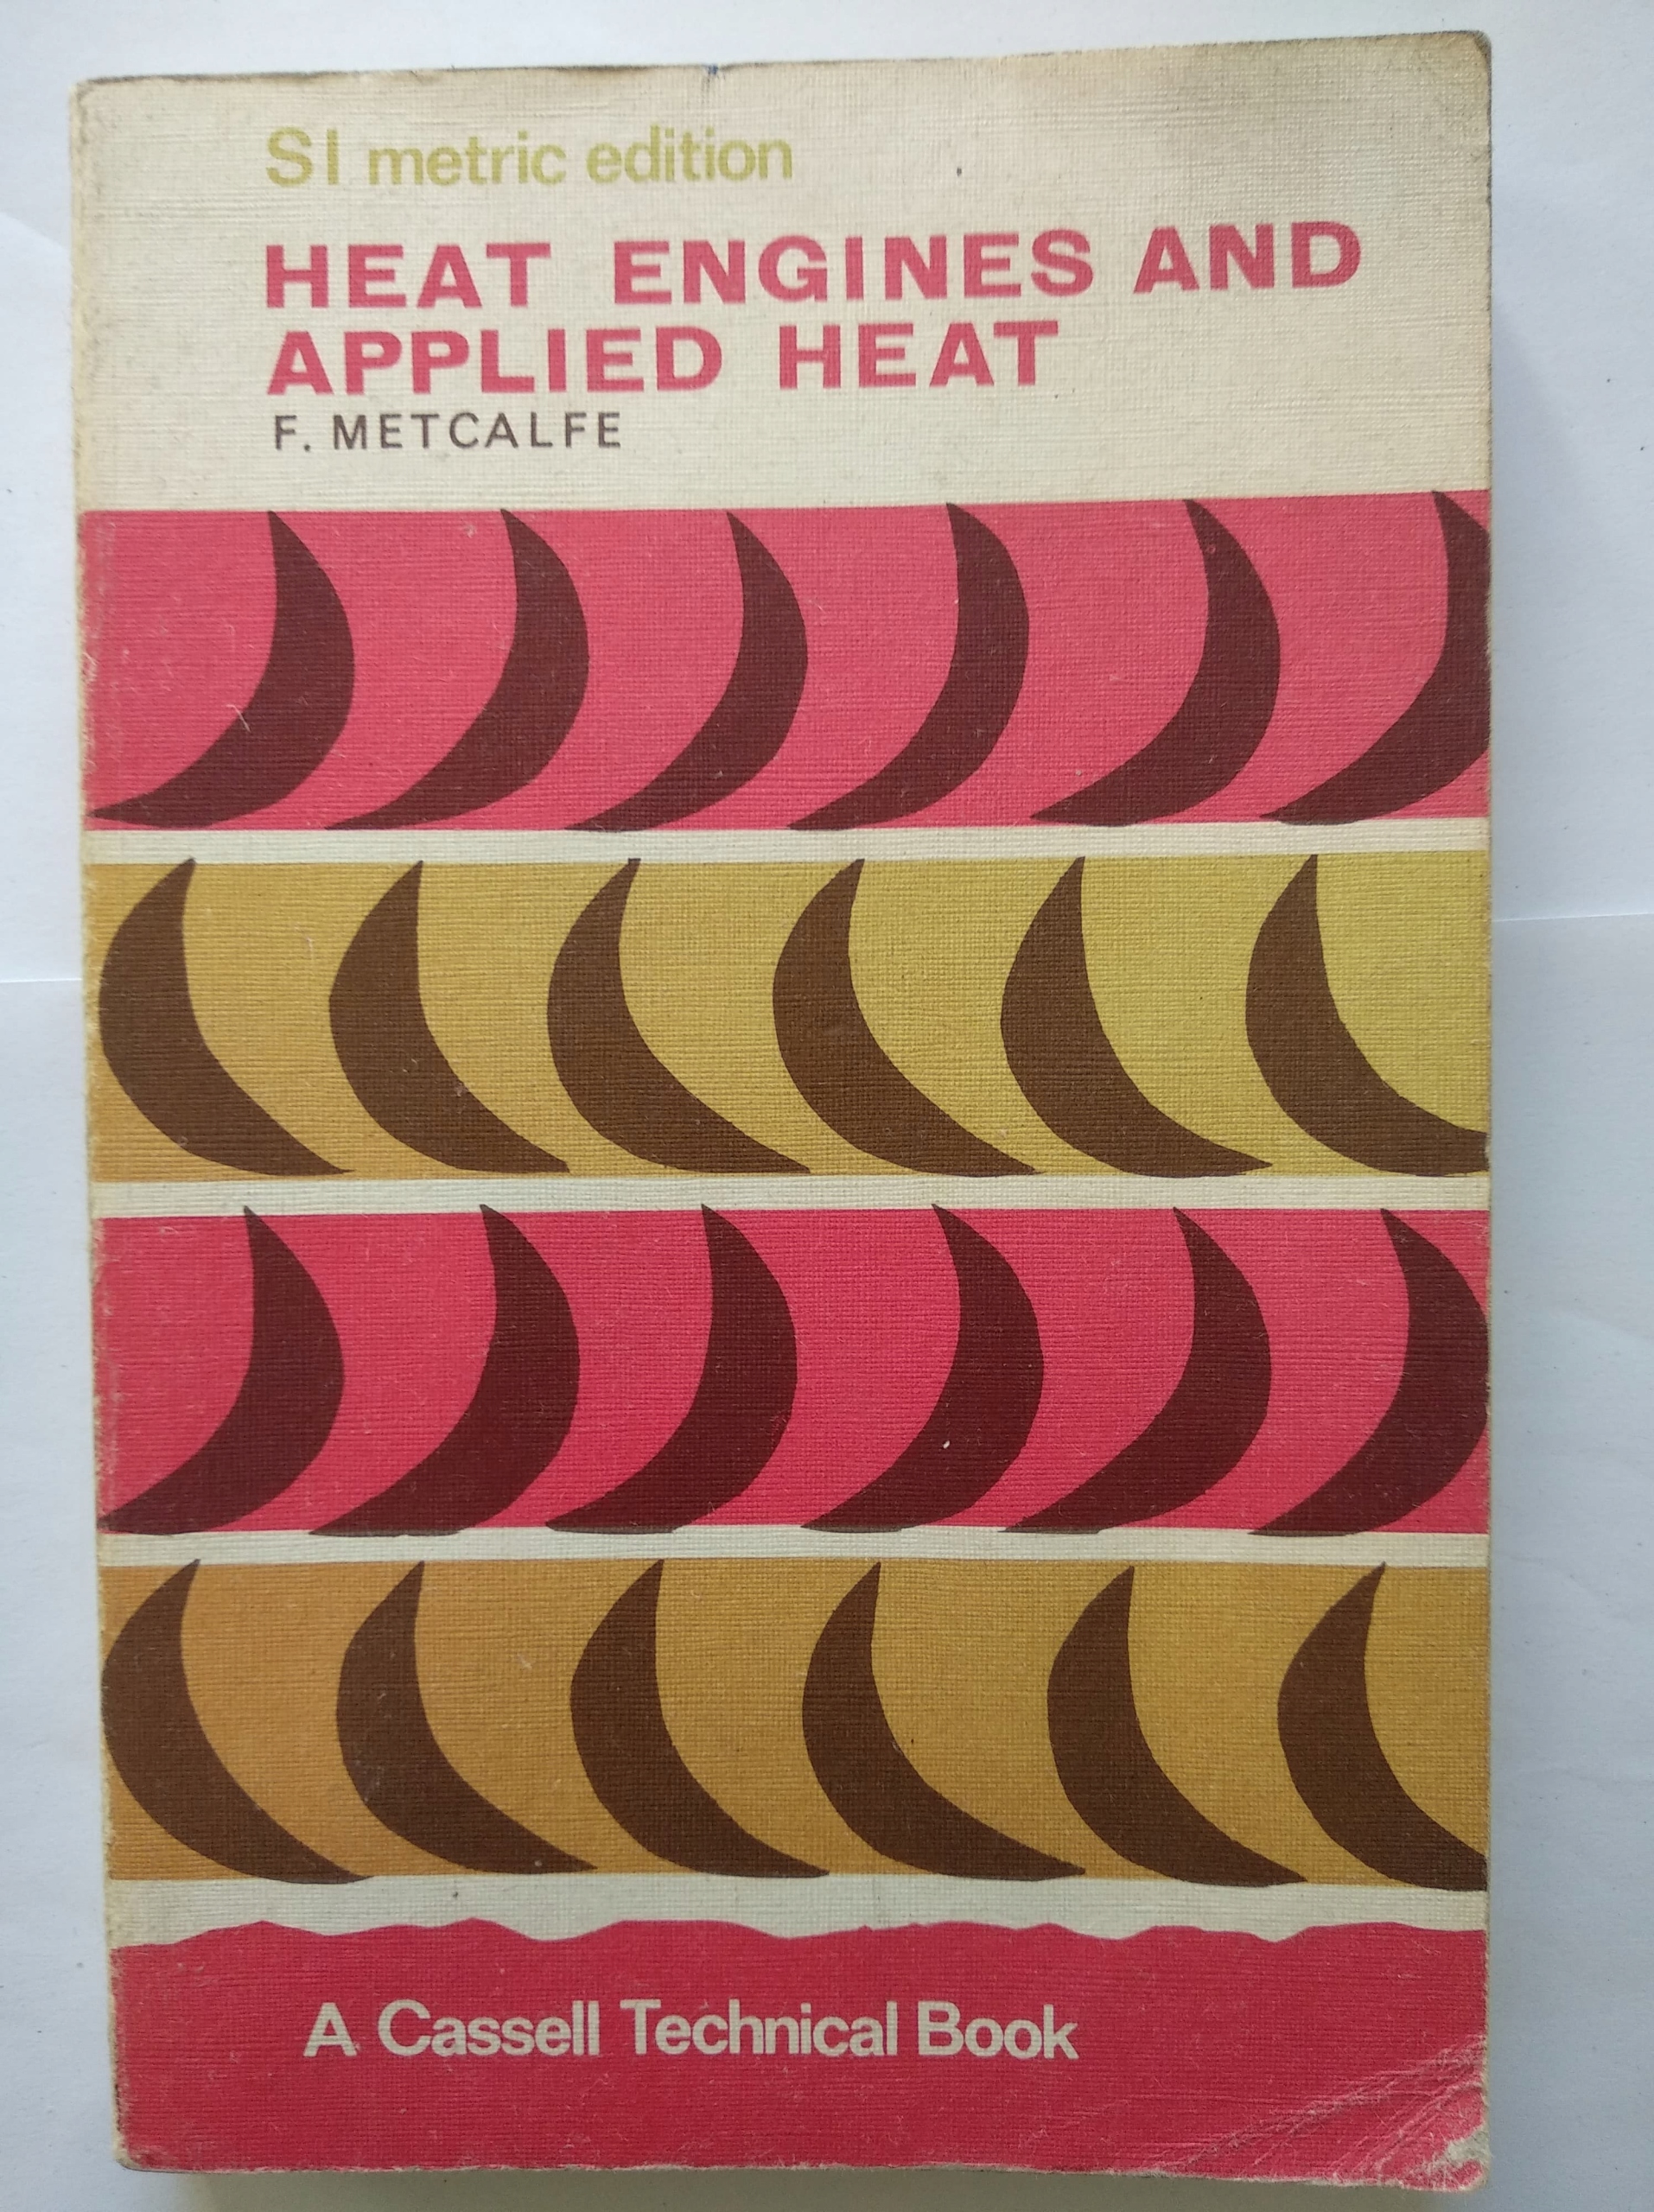 SI metric edition
HEAT ENGINES AND
APPLIED HEAT
F. METCALFE
A Cassell Technical Book